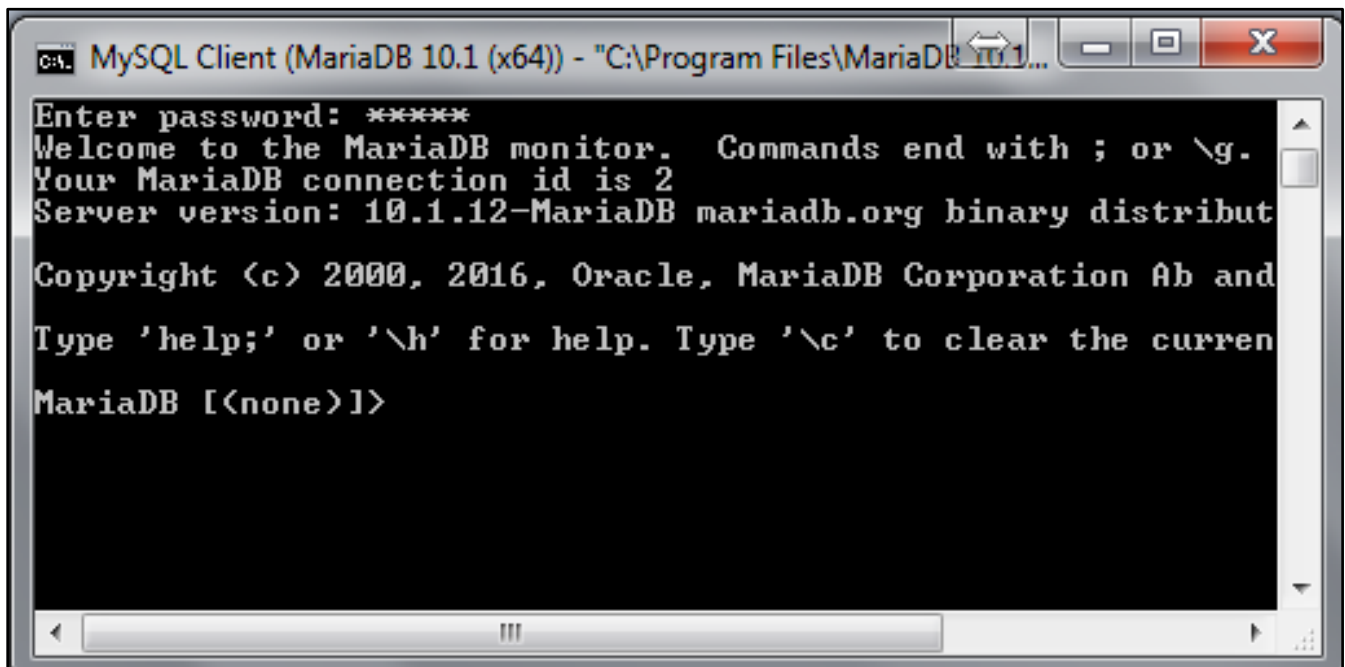 MySQL Client (MariaDB 10.1 (x64)) - "C:\Program Files\MariaDB 10.1...
Enter password: *****
Welcome to the MariaDB monitor.  Commands end with ; or \g.
Your MariaDB connection id is 2
Server version: 10.1.12-MariaDB mariadb.org binary distribut
Copyright (c) 2000, 2016, Oracle, MariaDB Corporation Ab and
Type 'help;' or '\h' for help. Type '\c' to clear the curren
MariaDB [(none)]>